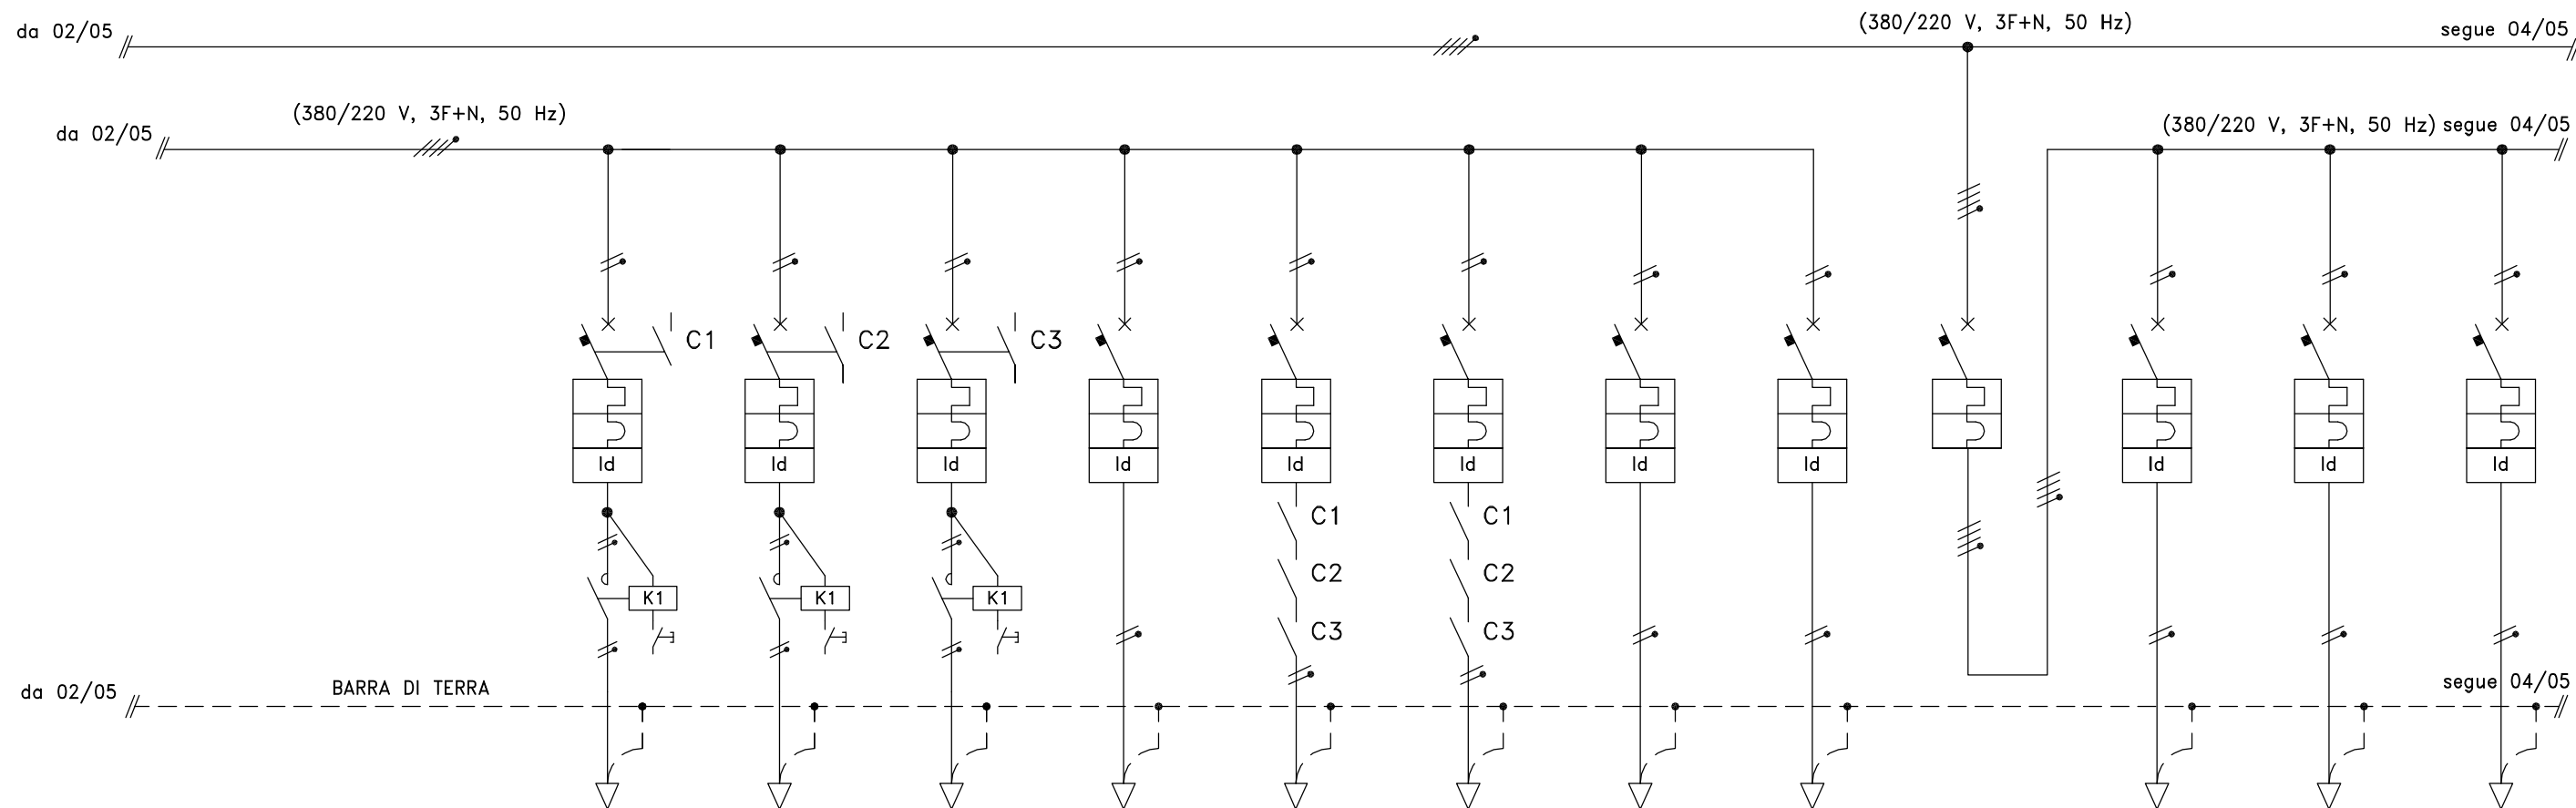 da 02/05
(380/220 V, 3F+N, 50 Hz)
segue 04/05
da 02/05
(380/220 V, 3F+N, 50 Hz)
(380/220 V, 3F+N, 50 Hz)
segue 04/05
C1
C2
C3
Id
Id
Id
Id
Id
Id
Id
Id
Id
Id
Id
C1
C1
C2
C2
K1
K1
K1
C3
C3
da 02/05
BARRA DI TERRA
segue 04/05